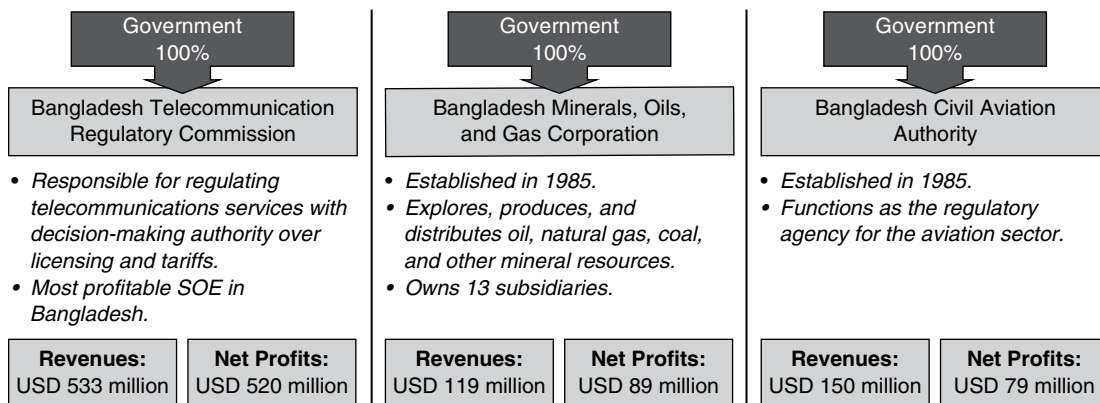 Government
100%
Bangladesh Telecommunication
Regulatory Commission
• Responsible for regulating
telecommunications services with
decision-making authority over
licensing and tariffs.
• Most profitable SOE in
Bangladesh.
Revenues:
USD 533 million
Net Profits:
USD 520 million
Government
100%
Bangladesh Minerals, Oils,
and Gas Corporation
• Established in 1985.
• Explores, produces, and
distributes oil, natural gas, coal,
and other mineral resources.
• Owns 13 subsidiaries.
Revenues:
USD 119 million
Net Profits:
USD 89 million
Government
100%
Bangladesh Civil Aviation
Authority
• Established in 1985.
• Functions as the regulatory
agency for the aviation sector.
Revenues:
USD 150 million
Net Profits:
USD 79 million